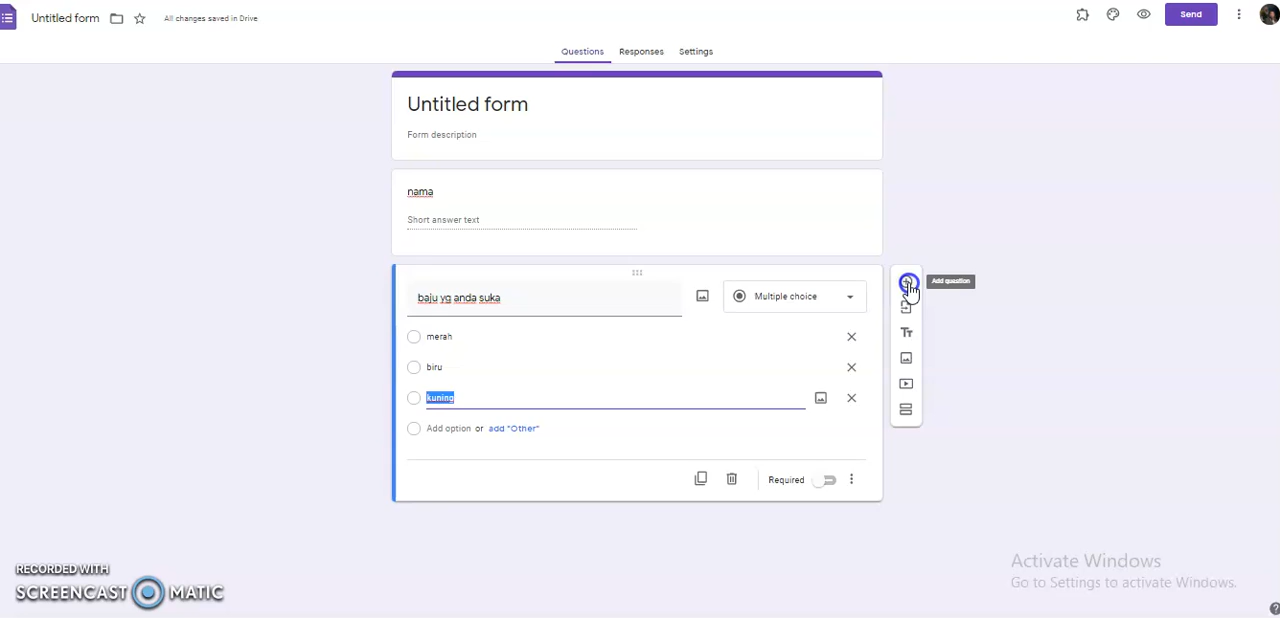 Untitled form
All changes saved in Drive
Send
Questions
Responses
Settings
Untitled form
Form description
nama
Short answer text
baju yg anda suka
Multiple choice
Add question
merah
biru
kuning
Add option or add "Other"
Required
Tt
RECORDED WITH
SCREENCAST MATIC
Activate Windows
Go to Settings to activate Windows.